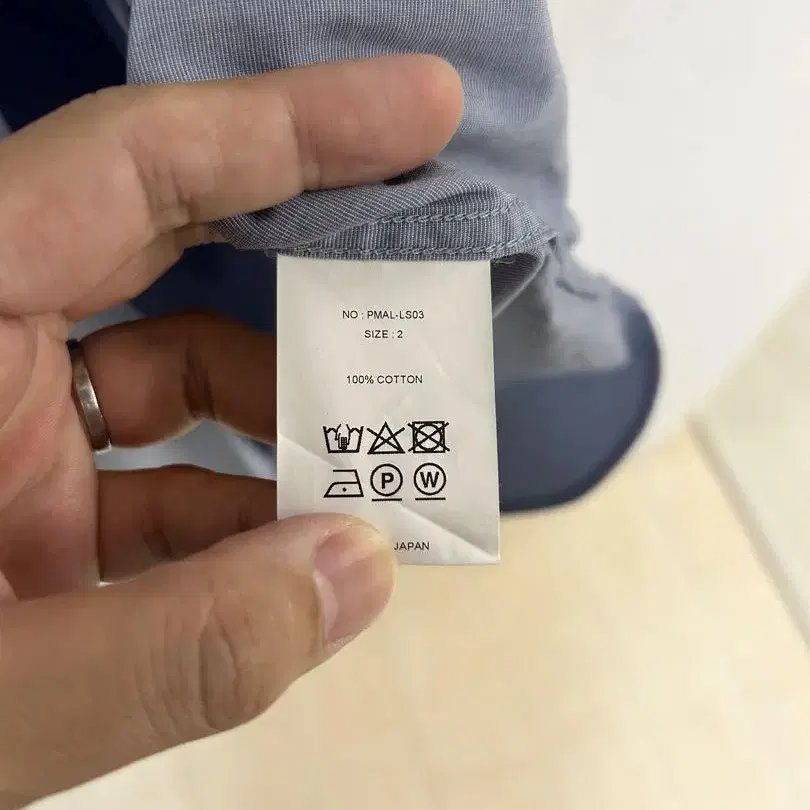 NO : PMAL-LS03
SIZE : 2
100% COTTON
P W
JAPAN